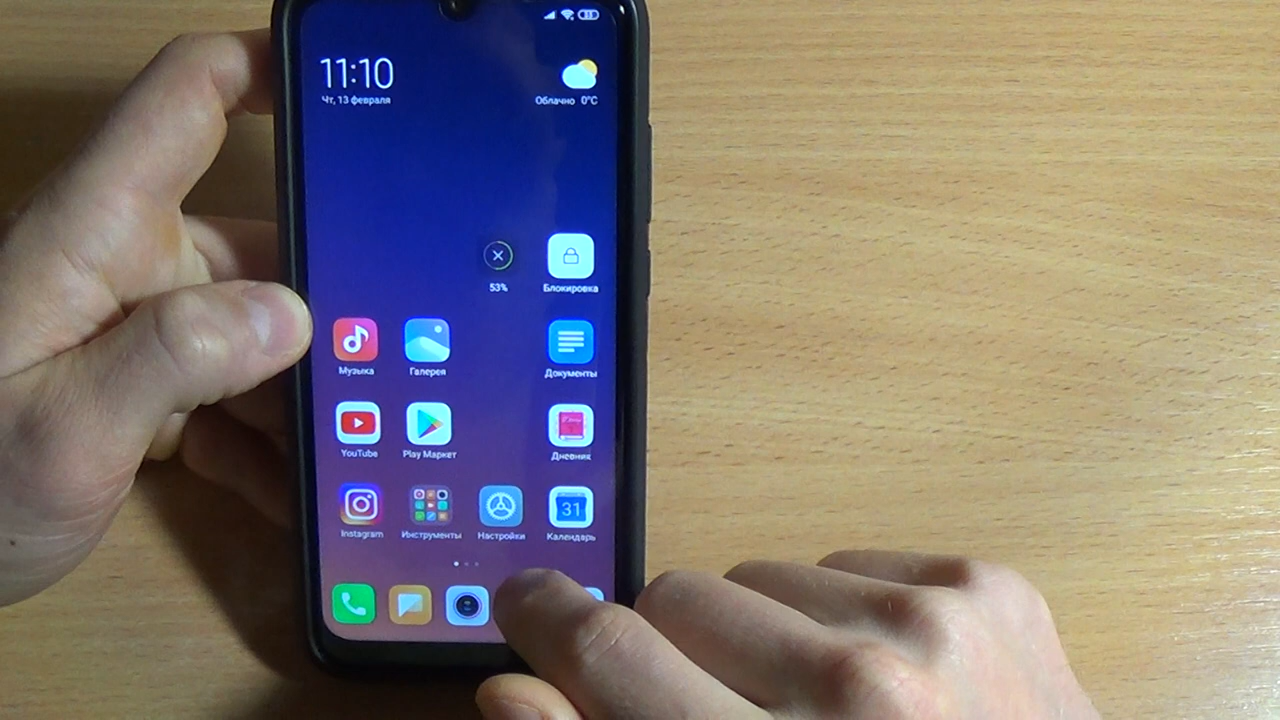 11:10
Чт, 13 февраля
Облачно 0°C
53%
Блокировка
Музыка
Галерея
Документы
YouTube
Play Маркет
Дневник
Instagram
Инструменты
Настройки
31
Календарь